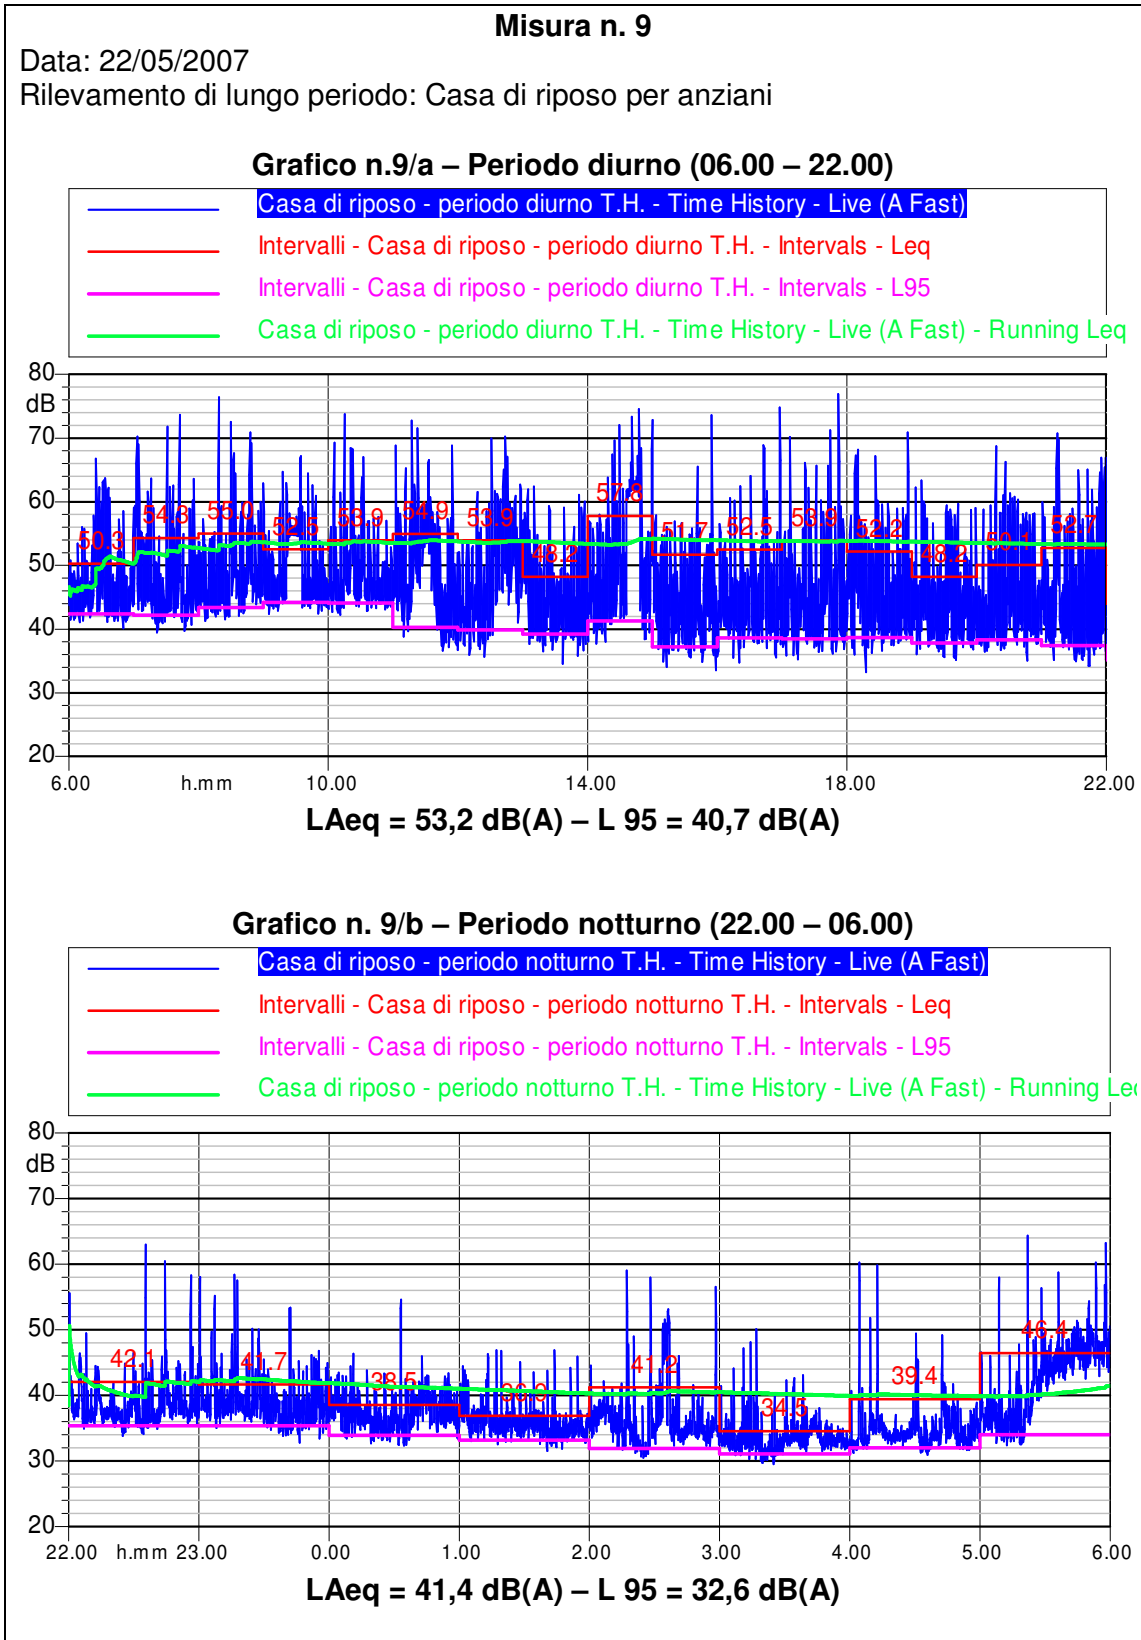 Misura n. 9
Data: 22/05/2007
Rilevamento di lungo periodo: Casa di riposo per anziani
Grafico n.9/a – Periodo diurno (06.00 – 22.00)
Casa di riposo - periodo diurno T.H. - Time History - Live (A Fast)
Intervalli - Casa di riposo - periodo diurno T.H. - Intervals - Leq
Intervalli - Casa di riposo - periodo diurno T.H. - Intervals - L95
Casa di riposo - periodo diurno T.H. - Time History - Live (A Fast) - Running Leq
80
dB
70
60
50
40
30
20
50.3 54.3 55.0 52.5 53.9 54.9 53.9 48.2 57.8 51.7 52.5 53.9 52.2 48.2 50.1 52.7
6.00 h.mm 10.00 14.00 18.00 22.00
LAeq = 53,2 dB(A) – L 95 = 40,7 dB(A)
Grafico n. 9/b – Periodo notturno (22.00 – 06.00)
Casa di riposo - periodo notturno T.H. - Time History - Live (A Fast)
Intervalli - Casa di riposo - periodo notturno T.H. - Intervals - Leq
Intervalli - Casa di riposo - periodo notturno T.H. - Intervals - L95
Casa di riposo - periodo notturno T.H. - Time History - Live (A Fast) - Running Leq
80
dB
70
60
50
40
30
20
42.1 41.7 38.5 41.2 34.5 39.4 46.4
22.00 h.mm 23.00 0.00 1.00 2.00 3.00 4.00 5.00 6.00
LAeq = 41,4 dB(A) – L 95 = 32,6 dB(A)